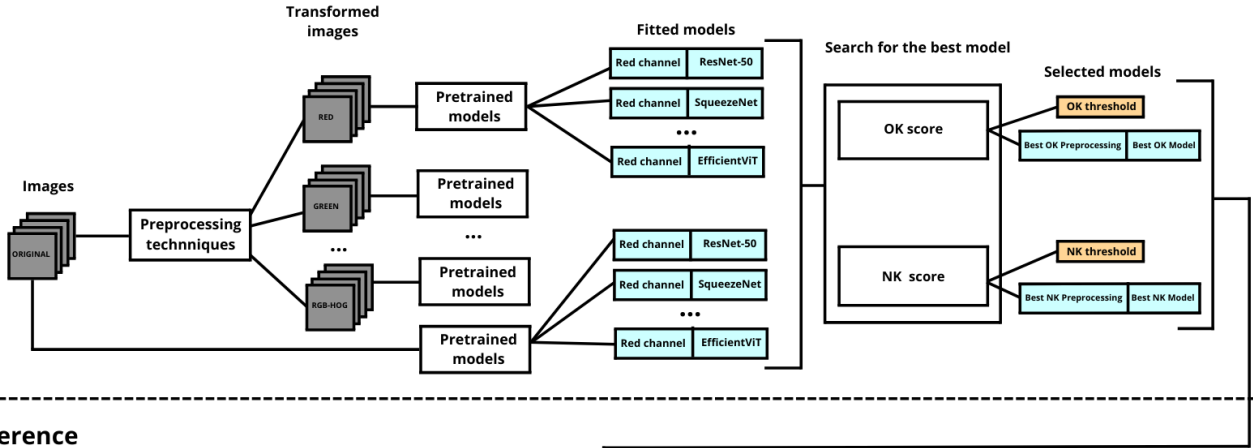 Transformed
images
Fitted models
Search for the best model
Selected models
Images
ORIGINAL
Preprocessing
technniques
RED
GREEN
...
RGB-HOG
Pretrained
models
Pretrained
models
...
Pretrained
models
Pretrained
models
Red channel ResNet-50
Red channel SqueezeNet
...
Red channel EfficientViT
Red channel ResNet-50
Red channel SqueezeNet
...
Red channel EfficientViT
OK score
NK score
OK threshold
Best OK Preprocessing Best OK Model
NK threshold
Best NK Preprocessing Best NK Model
erence